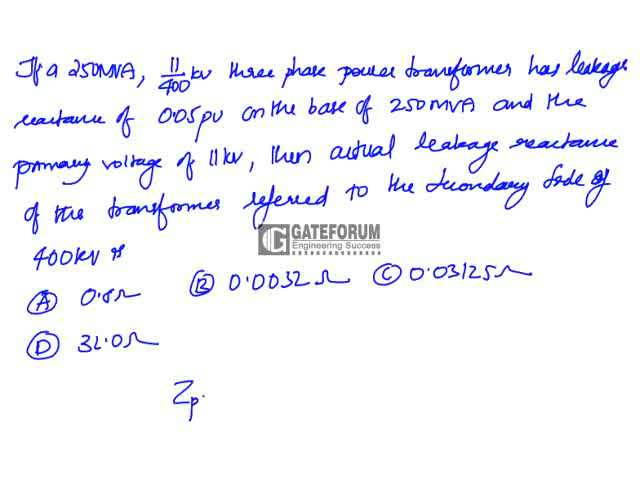 If a 250MVA, 11/400 kv three phase power transformer has leakage
reactance of 0.05pu on the base of 250MVA and the
primary voltage of 11kv, then actual leakage reactance
of the transformer referred to the secondary side of
GATEFORUM
Engineering Success
400kv is
(A) 0.8Ω (B) 0.0032Ω (C) 0.03125Ω
(D) 32.0Ω
Zp.